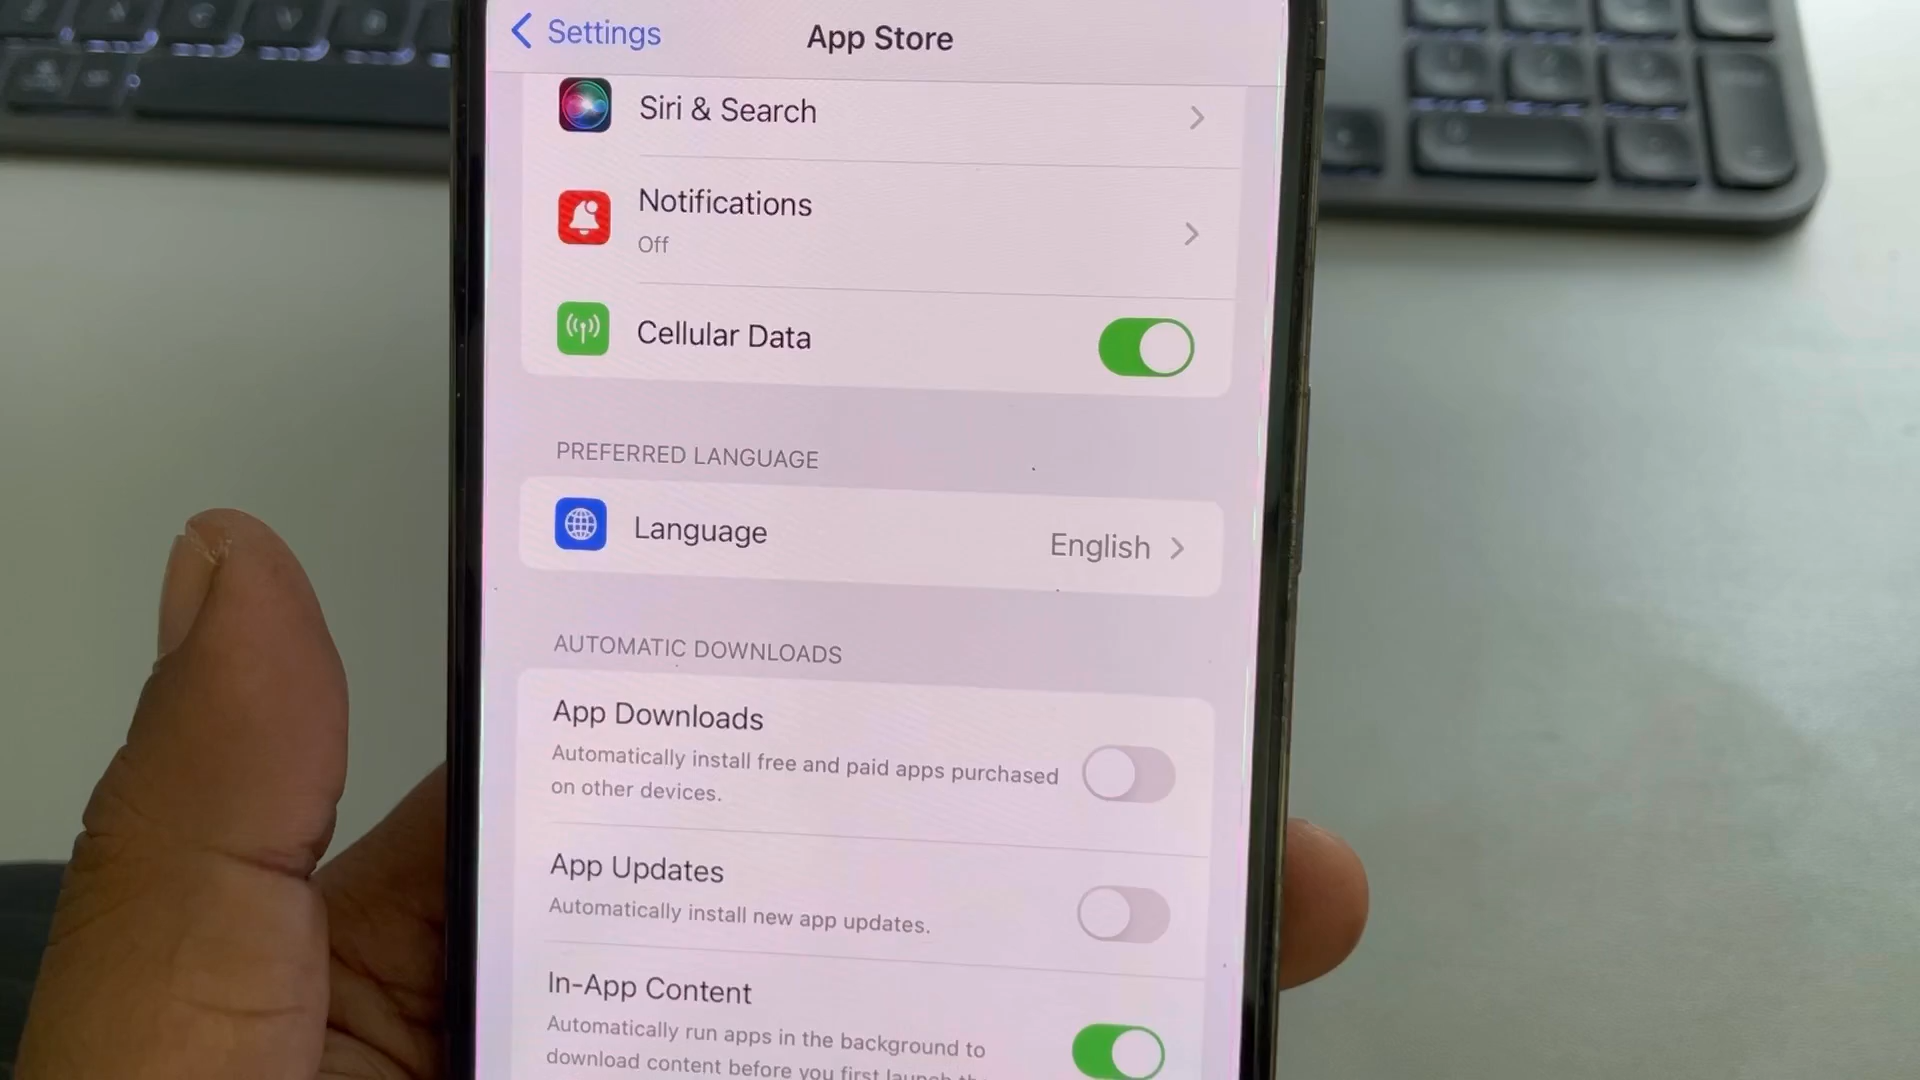 Settings
App Store
Siri & Search
Notifications
Off
Cellular Data
PREFERRED LANGUAGE
Language
English
AUTOMATIC DOWNLOADS
App Downloads
Automatically install free and paid apps purchased
on other devices.
App Updates
Automatically install new app updates.
In-App Content
Automatically run apps in the background to
download content before you first launch